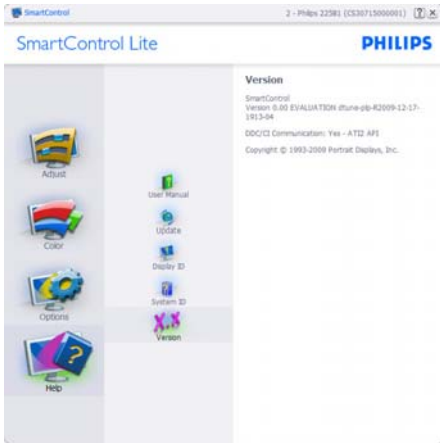 SmartControl
2 - Philips 225B1 (CS30715000001)
SmartControl Lite
PHILIPS
Adjust
Color
Options
Help
User Manual
Update
Display ID
System ID
X.X
Version
Version
SmartControl
Version 0.00 EVALUATION dtune-plp-R2009-12-17-
1913-04
DDC/CI Communication: Yes - ATI2 API
Copyright © 1993-2009 Portrait Displays, Inc.